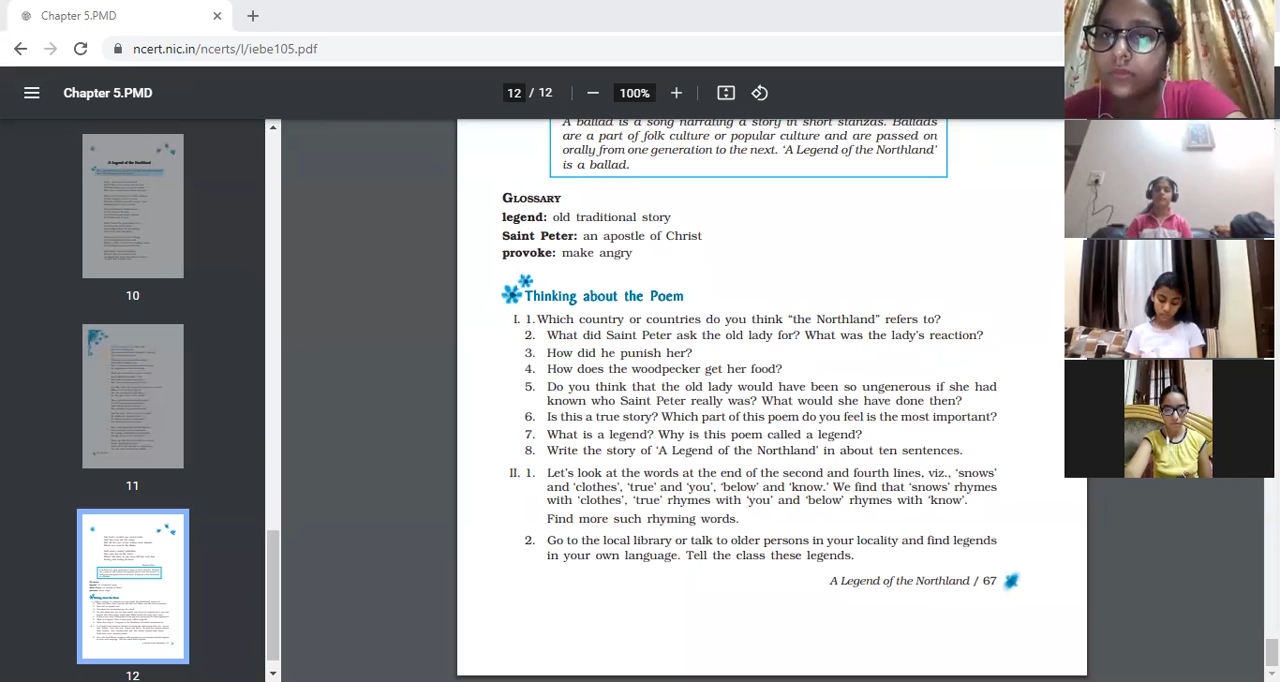 Chapter 5.PMD
ncert.nic.in/ncerts/l/iebe105.pdf
Chapter 5.PMD
12 / 12
100%
A ballad is a song narrating a story in short stanzas. Ballads
are a part of folk culture or popular culture and are passed on
orally from one generation to the next. ‘A Legend of the Northland’
is a ballad.
GLOSSARY
legend: old traditional story
Saint Peter: an apostle of Christ
provoke: make angry
Thinking about the Poem
I. 1. Which country or countries do you think “the Northland” refers to?
2. What did Saint Peter ask the old lady for? What was the lady’s reaction?
3. How did he punish her?
4. How does the woodpecker get her food?
5. Do you think that the old lady would have been so ungenerous if she had
known who Saint Peter really was? What would she have done then?
6. Is this a true story? Which part of this poem do you feel is the most important?
7. What is a legend? Why is this poem called a legend?
8. Write the story of ‘A Legend of the Northland’ in about ten sentences.
II. 1. Let’s look at the words at the end of the second and fourth lines, viz., ‘snows’
and ‘clothes’, ‘true’ and ‘you’, ‘below’ and ‘know.’ We find that ‘snows’ rhymes
with ‘clothes’, ‘true’ rhymes with ‘you’ and ‘below’ rhymes with ‘know’.
Find more such rhyming words.
2. Go to the local library or talk to older persons in your locality and find legends
in your own language. Tell the class these legends.
A Legend of the Northland / 67
A Legend of the Northland
10
11
12